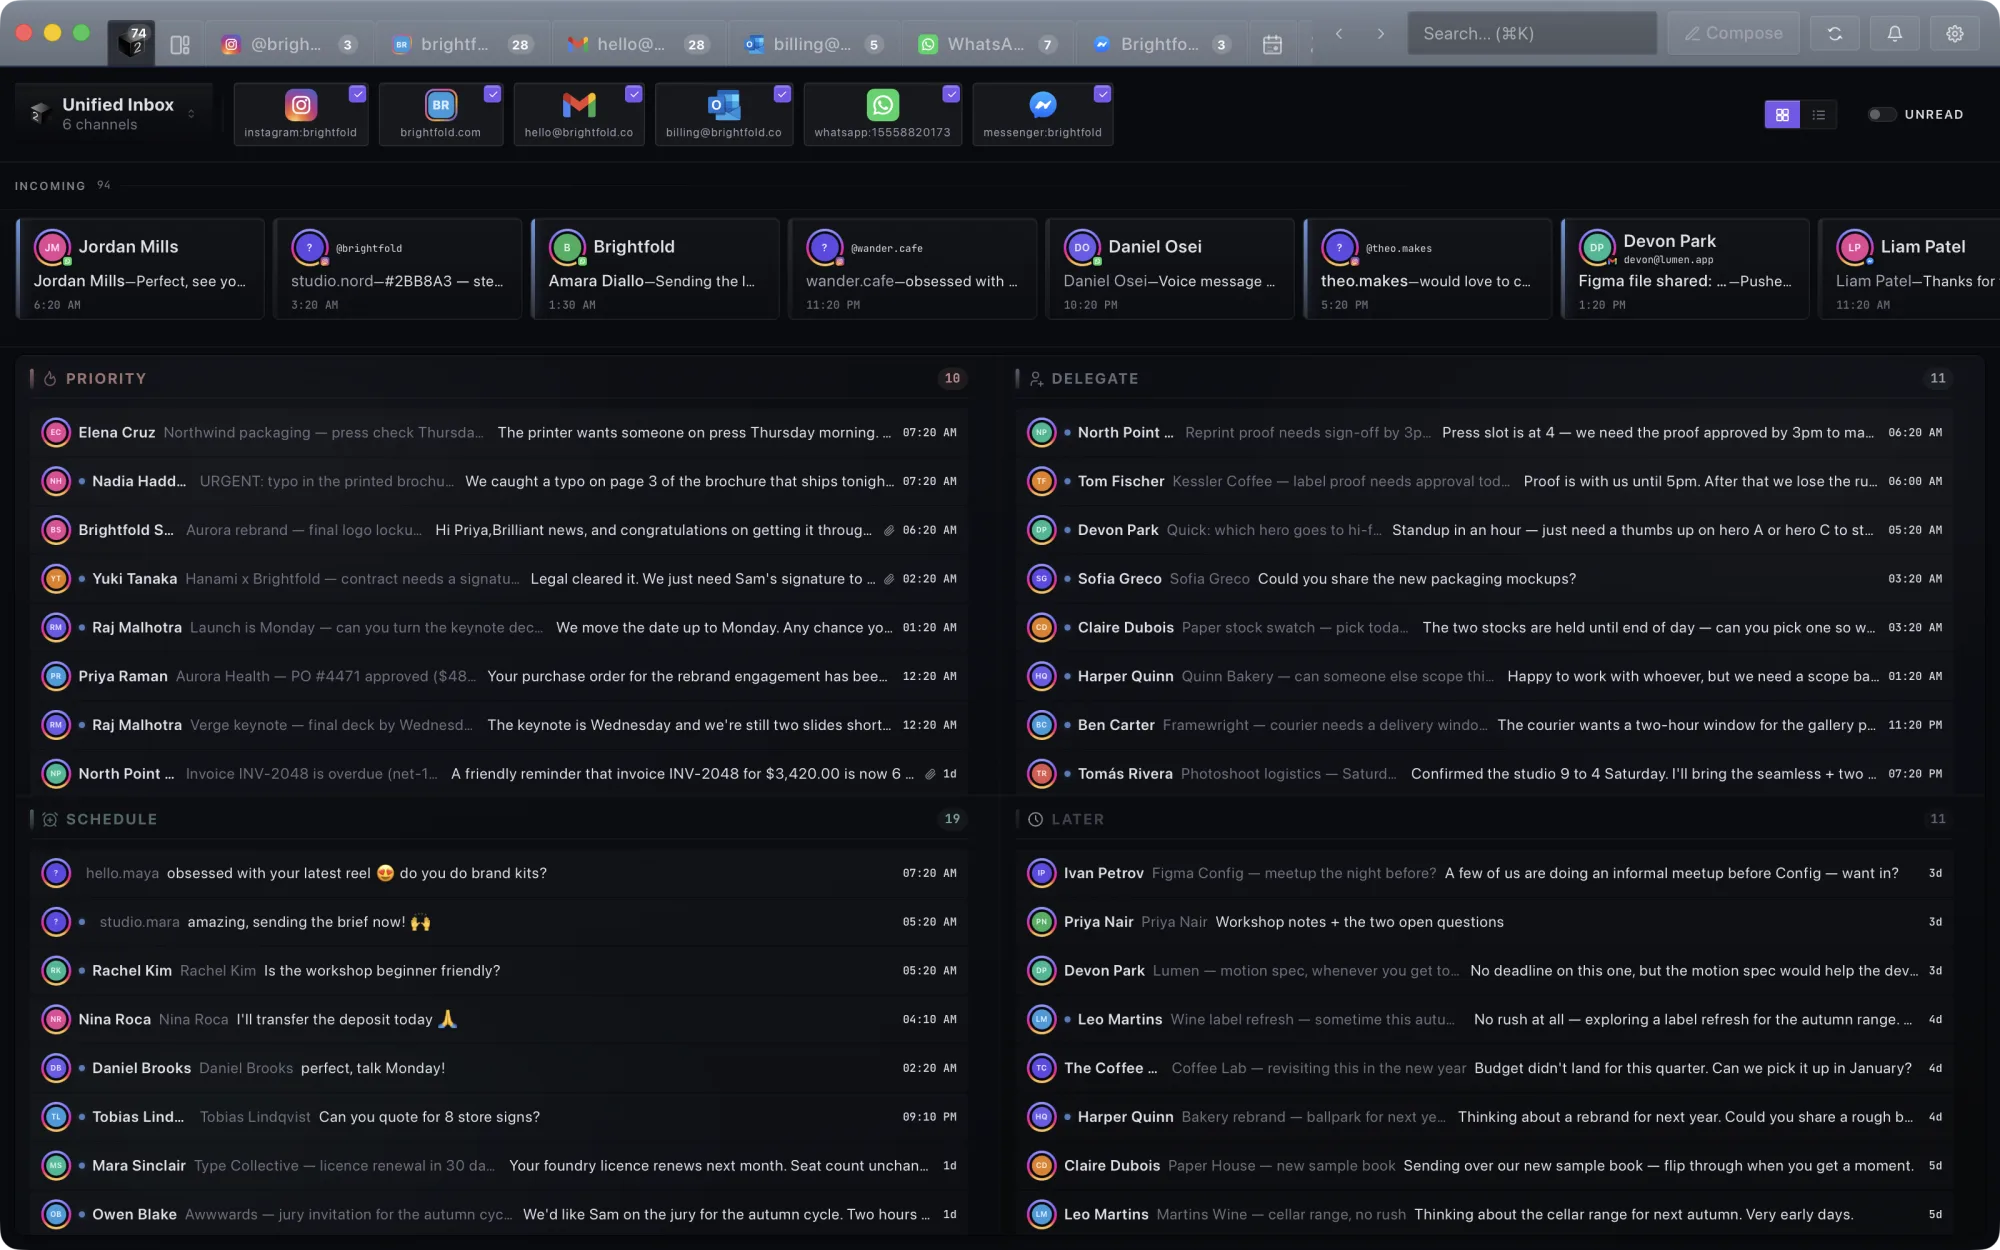 74
2
@brigh... 3
BR brightf... 28
hello@... 28
billing@... 5
WhatsA... 7
Brightfo... 3
Search... (⌘K)
Compose
Unified Inbox
6 channels
instagram:brightfold
BR
brightfold.com
hello@brightfold.co
billing@brightfold.co
whatsapp:15558820173
messenger:brightfold
UNREAD
INCOMING 94
JM Jordan Mills
Jordan Mills—Perfect, see yo...
6:20 AM
? @brightfold
studio.nord—#2BB8A3 — ste...
3:20 AM
B Brightfold
Amara Diallo—Sending the l...
1:30 AM
? @wander.cafe
wander.cafe—obsessed with ...
11:20 PM
DO Daniel Osei
Daniel Osei—Voice message ...
10:20 PM
? @theo.makes
theo.makes—would love to c...
5:20 PM
DP Devon Park
devon@lumen.app
Figma file shared: ...—Pushe...
1:20 PM
LP Liam Patel
Liam Patel—Thanks for
11:20 AM
PRIORITY 10
EC Elena Cruz Northwind packaging — press check Thursda... The printer wants someone on press Thursday morning. ... 07:20 AM
NH Nadia Hadd... URGENT: typo in the printed brochu... We caught a typo on page 3 of the brochure that ships tonigh... 07:20 AM
BS Brightfold S... Aurora rebrand — final logo locku... Hi Priya,Brilliant news, and congratulations on getting it throug... 06:20 AM
YT Yuki Tanaka Hanami x Brightfold — contract needs a signatu... Legal cleared it. We just need Sam's signature to ... 02:20 AM
RM Raj Malhotra Launch is Monday — can you turn the keynote dec... We move the date up to Monday. Any chance yo... 01:20 AM
PR Priya Raman Aurora Health — PO #4471 approved ($48... Your purchase order for the rebrand engagement has bee... 12:20 AM
RM Raj Malhotra Verge keynote — final deck by Wednesd... The keynote is Wednesday and we're still two slides short... 12:20 AM
NP North Point ... Invoice INV-2048 is overdue (net-1... A friendly reminder that invoice INV-2048 for $3,420.00 is now 6 ... 1d
DELEGATE 11
NP North Point ... Reprint proof needs sign-off by 3p... Press slot is at 4 — we need the proof approved by 3pm to ma... 06:20 AM
TF Tom Fischer Kessler Coffee — label proof needs approval tod... Proof is with us until 5pm. After that we lose the ru... 06:00 AM
DP Devon Park Quick: which hero goes to hi-f... Standup in an hour — just need a thumbs up on hero A or hero C to st... 05:20 AM
SG Sofia Greco Sofia Greco Could you share the new packaging mockups? 03:20 AM
CD Claire Dubois Paper stock swatch — pick toda... The two stocks are held until end of day — can you pick one so w... 03:20 AM
HQ Harper Quinn Quinn Bakery — can someone else scope thi... Happy to work with whoever, but we need a scope ba... 01:20 AM
BC Ben Carter Framewright — courier needs a delivery windo... The courier wants a two-hour window for the gallery p... 11:20 PM
TR Tomás Rivera Photoshoot logistics — Saturd... Confirmed the studio 9 to 4 Saturday. I'll bring the seamless + two ... 07:20 PM
SCHEDULE 19
? hello.maya obsessed with your latest reel 😍 do you do brand kits? 07:20 AM
? studio.mara amazing, sending the brief now! 🙌 05:20 AM
RK Rachel Kim Rachel Kim Is the workshop beginner friendly? 05:20 AM
NR Nina Roca Nina Roca I'll transfer the deposit today 🙏 04:10 AM
DB Daniel Brooks Daniel Brooks perfect, talk Monday! 02:20 AM
TL Tobias Lind... Tobias Lindqvist Can you quote for 8 store signs? 09:10 PM
MS Mara Sinclair Type Collective — licence renewal in 30 da... Your foundry licence renews next month. Seat count unchan... 1d
OB Owen Blake Awwwards — jury invitation for the autumn cyc... We'd like Sam on the jury for the autumn cycle. Two hours ... 1d
LATER 11
IP Ivan Petrov Figma Config — meetup the night before? A few of us are doing an informal meetup before Config — want in? 3d
PN Priya Nair Priya Nair Workshop notes + the two open questions 3d
DP Devon Park Lumen — motion spec, whenever you get to... No deadline on this one, but the motion spec would help the dev... 3d
LM Leo Martins Wine label refresh — sometime this autu... No rush at all — exploring a label refresh for the autumn range. ... 4d
TC The Coffee ... Coffee Lab — revisiting this in the new year Budget didn't land for this quarter. Can we pick it up in January? 4d
HQ Harper Quinn Bakery rebrand — ballpark for next ye... Thinking about a rebrand for next year. Could you share a rough b... 4d
CD Claire Dubois Paper House — new sample book Sending over our new sample book — flip through when you get a moment. 5d
LM Leo Martins Martins Wine — cellar range, no rush Thinking about the cellar range for next autumn. Very early days. 5d